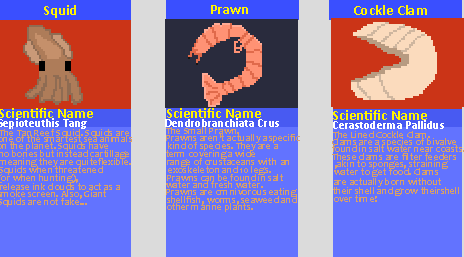 Squid
Scientific Name
Sepioteuthis Tang
The Tan Reef Squid. Squids are
one of the smartest sea animals
on the planet. Squids have
no bones but instead cartillage
meaning they are quite flexible.
Squids when threatened
(or when hunting),
release ink clouds to act as a
smokescreen. Also, Giant
Squids are not fake...
Prawn
Scientific Name
Dendrobranchiata Crus
The Small Prawn.
Prawns aren't actually a specific
kind of species. They are a
term covering a wide
range of crustaceans with an
exoskeleton and 10 legs.
Prawns can be found in salt
water and fresh water.
Prawns are omnivorous eating
shellfish, worms, seaweed and
other marine plants.
Cockle Clam
Scientific Name
Cerastoderma Pallidus
The Lined Cockle Clam.
Clams are a species of bivalve
found in salt water near coasts
These clams are filter feeders
akin to sponges, straining
water to get food. Clams
are actually born without
their shell and grow their shell
over time!